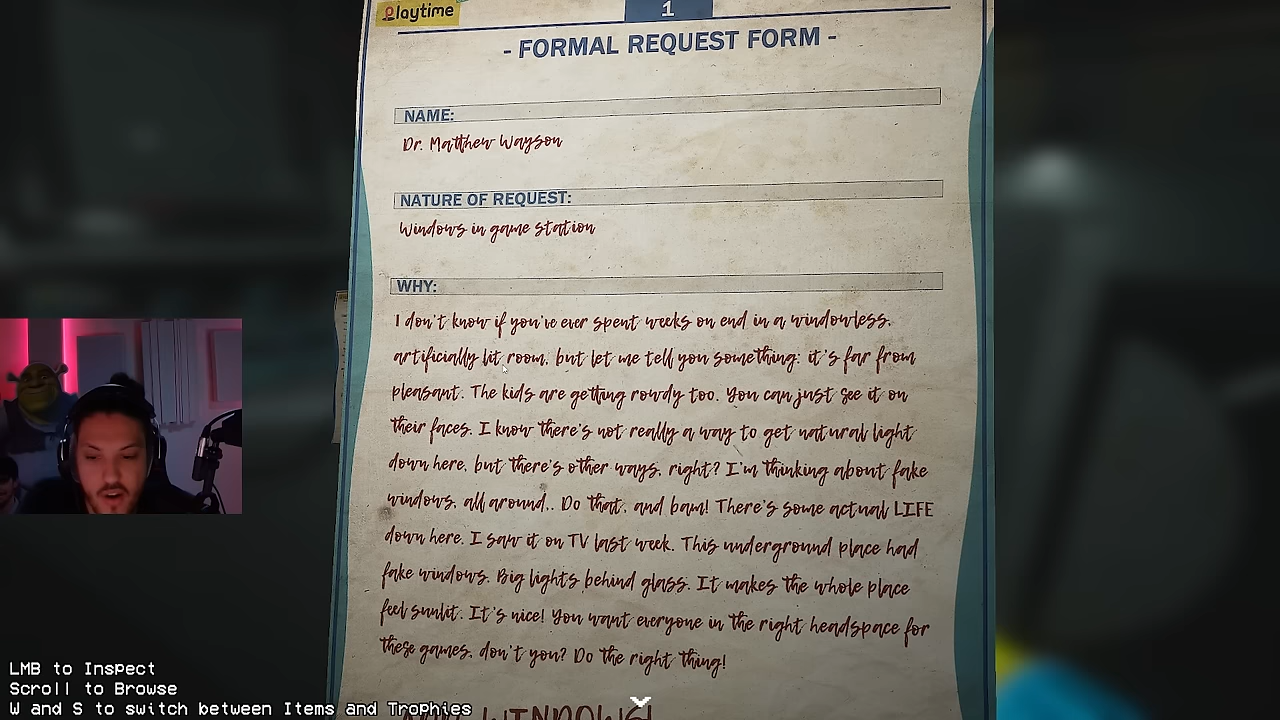 Playtime
1
- FORMAL REQUEST FORM -
NAME:
Dr. Matthew Wayson
NATURE OF REQUEST:
Windows in game station
WHY:
I don't know if you've ever spent weeks on end in a windowless,
artificially lit room, but let me tell you something: it's far from
pleasant. The kids are getting rowdy too. You can just see it on
their faces. I know there's not really a way to get natural light
down here, but there's other ways, right? I'm thinking about fake
windows, all around.. Do that, and bam! There's some actual LIFE
down here. I saw it on TV last week. This underground place had
fake windows. Big lights behind glass. It makes the whole place
feel sunlit. It's nice! You want everyone in the right headspace for
these games, don't you? Do the right thing!
WINDOWS!
LMB to Inspect
Scroll to Browse
W and S to switch between Items and Trophies